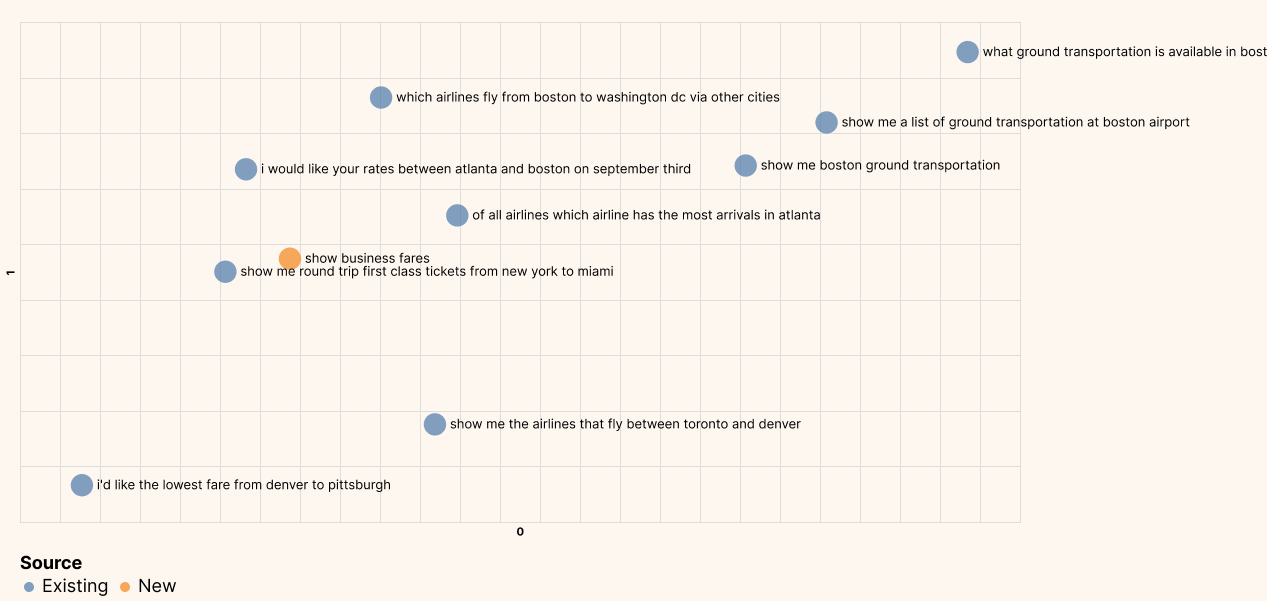 what ground transportation is available in bost
which airlines fly from boston to washington dc via other cities
show me a list of ground transportation at boston airport
show me boston ground transportation
i would like your rates between atlanta and boston on september third
of all airlines which airline has the most arrivals in atlanta
show business fares
show me round trip first class tickets from new york to miami
1
show me the airlines that fly between toronto and denver
i'd like the lowest fare from denver to pittsburgh
0
Source
Existing New